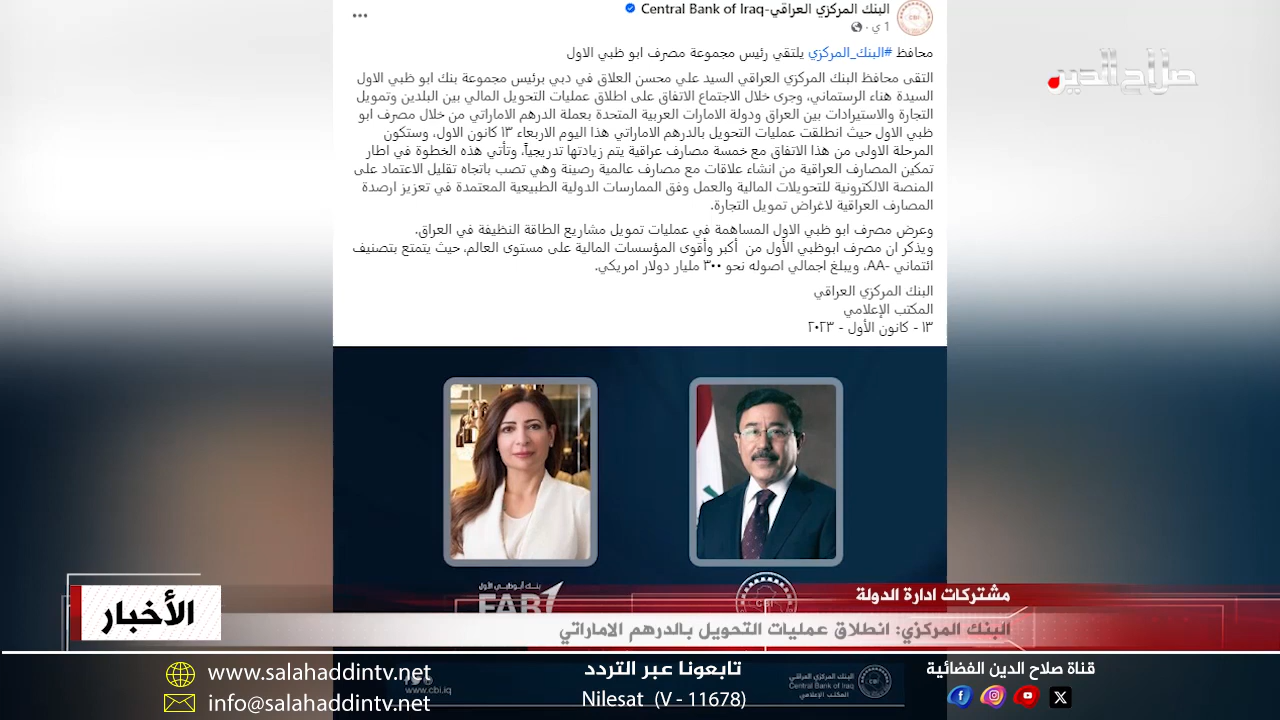 البنك المركزي العراقي-Central Bank of Iraq
1 ي ·
صلاح الدين
محافظ #البنك_المركزي يلتقي رئيس مجموعة مصرف ابو ظبي الاول
التقى محافظ البنك المركزي العراقي السيد علي محسن العلاق في دبي برئيس مجموعة بنك ابو ظبي الاول
السيدة هناء الرستماني، وجرى خلال الاجتماع الاتفاق على اطلاق عمليات التحويل المالي بين البلدين وتمويل
التجارة والاستيرادات بين العراق ودولة الامارات العربية المتحدة بعملة الدرهم الاماراتي من خلال مصرف ابو
ظبي الاول حيث انطلقت عمليات التحويل بالدرهم الاماراتي هذا اليوم الاربعاء ١٣ كانون الاول، وستكون
المرحلة الاولى من هذا الاتفاق مع خمسة مصارف عراقية يتم زيادتها تدريجياً، وتأتي هذه الخطوة في اطار
تمكين المصارف العراقية من انشاء علاقات مع مصارف عالمية رصينة وهي تصب باتجاه تقليل الاعتماد على
المنصة الالكترونية للتحويلات المالية والعمل وفق الممارسات الدولية الطبيعية المعتمدة في تعزيز ارصدة
المصارف العراقية لاغراض تمويل التجارة.
وعرض مصرف ابو ظبي الاول المساهمة في عمليات تمويل مشاريع الطاقة النظيفة في العراق.
ويذكر ان مصرف ابوظبي الأول من أكبر وأقوى المؤسسات المالية على مستوى العالم، حيث يتمتع بتصنيف
ائتماني -AA، ويبلغ اجمالي اصوله نحو ٣٠٠ مليار دولار امريكي.
البنك المركزي العراقي
المكتب الإعلامي
١٣ - كانون الأول - ٢٠٢٣
بنك أبوظبي الأول
FAB
CBI
مشتركات ادارة الدولة
الأخبار
البنك المركزي: انطلاق عمليات التحويل بالدرهم الاماراتي
قناة صلاح الدين الفضائية
تابعونا عبر التردد
Nilesat (V - 11678)
www.salahaddintv.net
info@salahaddintv.net
البنك المركزي العراقي
Central Bank of Iraq
المكتب الإعلامي
www.cbi.iq